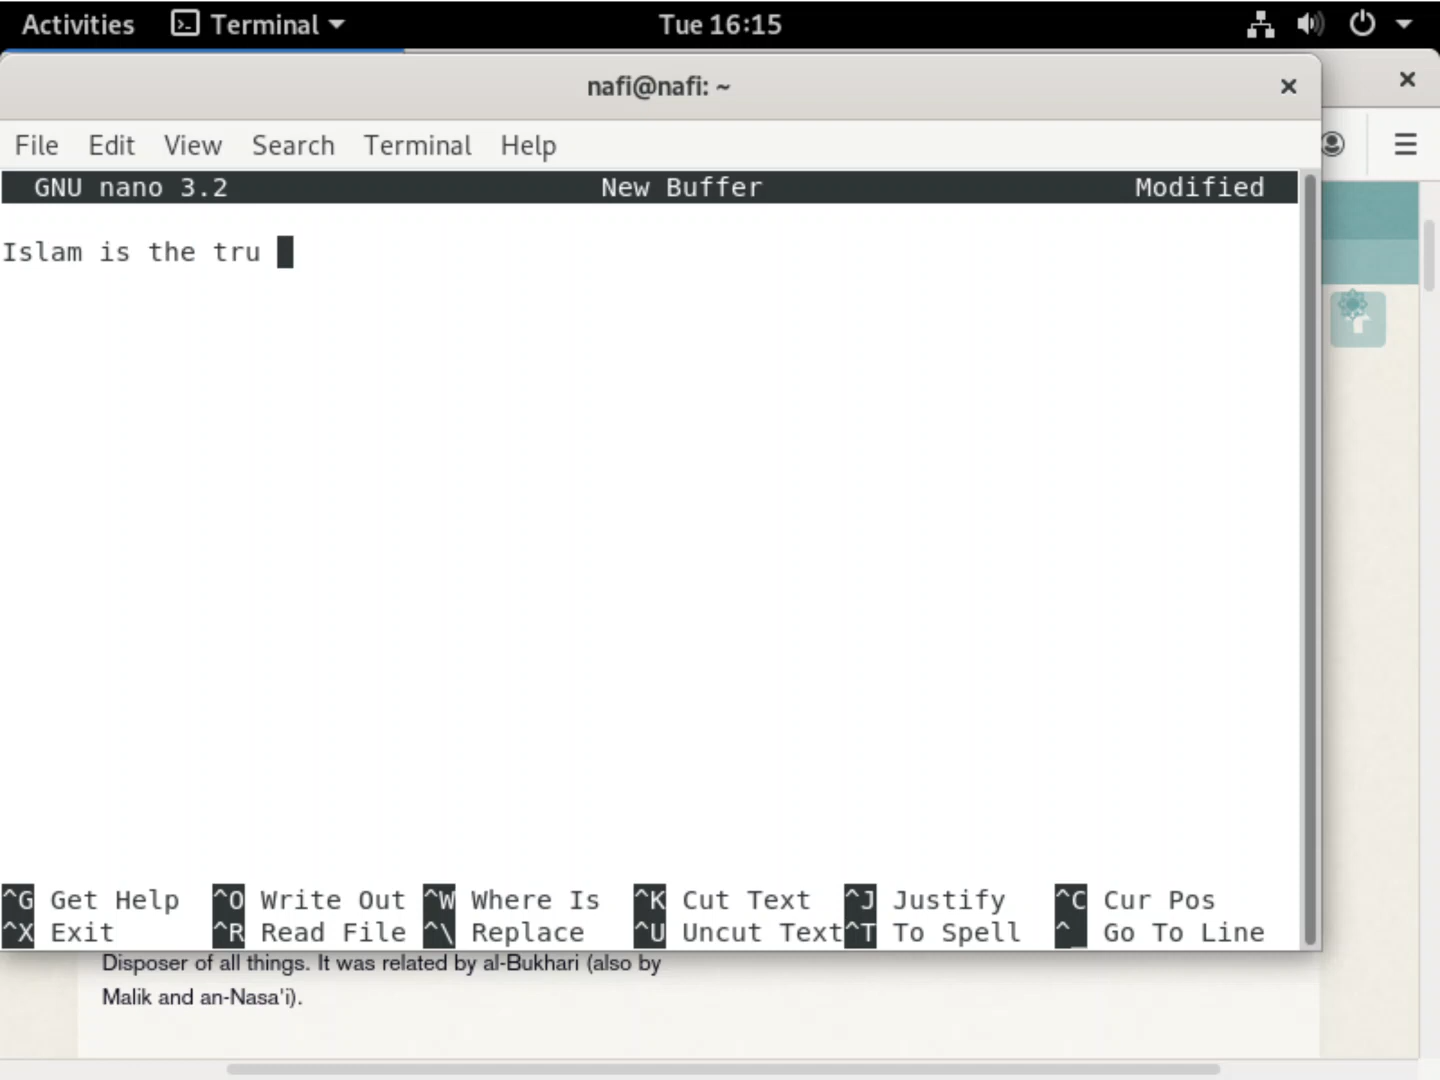 Activities Terminal Tue 16:15
nafi@nafi: ~
File Edit View Search Terminal Help
GNU nano 3.2 New Buffer Modified
Islam is the tru
^G Get Help ^O Write Out ^W Where Is ^K Cut Text ^J Justify ^C Cur Pos
^X Exit ^R Read File ^\ Replace ^U Uncut Text ^T To Spell ^_ Go To Line
Disposer of all things. It was related by al-Bukhari (also by
Malik and an-Nasa'i).